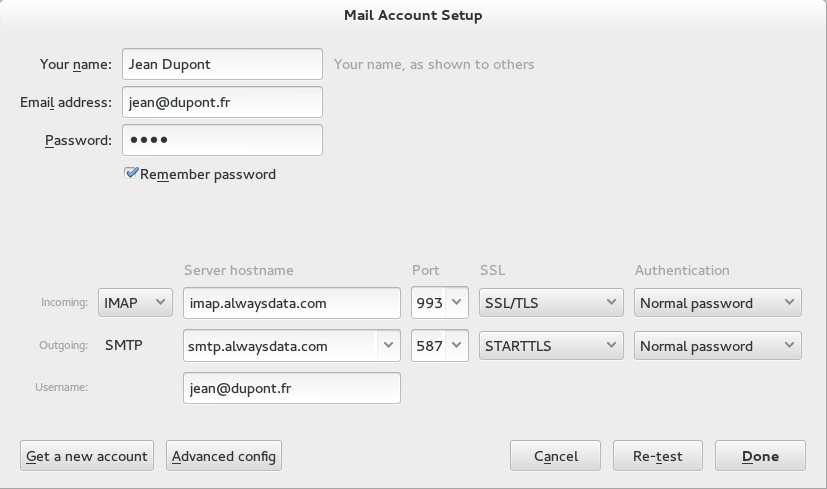 Mail Account Setup
Your name: Jean Dupont Your name, as shown to others
Email address: jean@dupont.fr
Password: ••••
Remember password
Server hostname Port SSL Authentication
Incoming: IMAP imap.alwaysdata.com 993 SSL/TLS Normal password
Outgoing: SMTP smtp.alwaysdata.com 587 STARTTLS Normal password
Username: jean@dupont.fr
Get a new account Advanced config Cancel Re-test Done